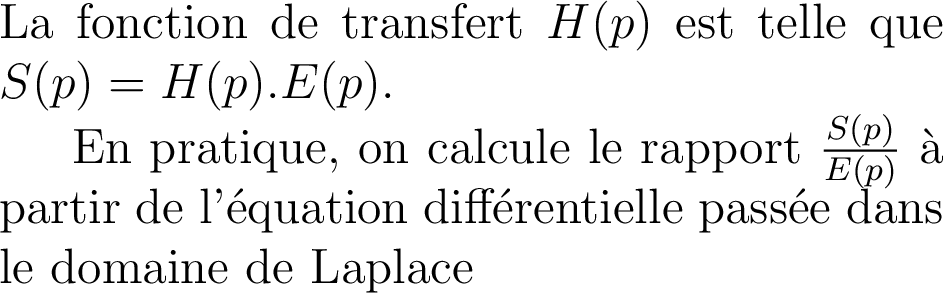 La fonction de transfert H(p) est telle que
S(p) = H(p).E(p).
En pratique, on calcule le rapport S(p)/E(p) à
partir de l'équation différentielle passée dans
le domaine de Laplace